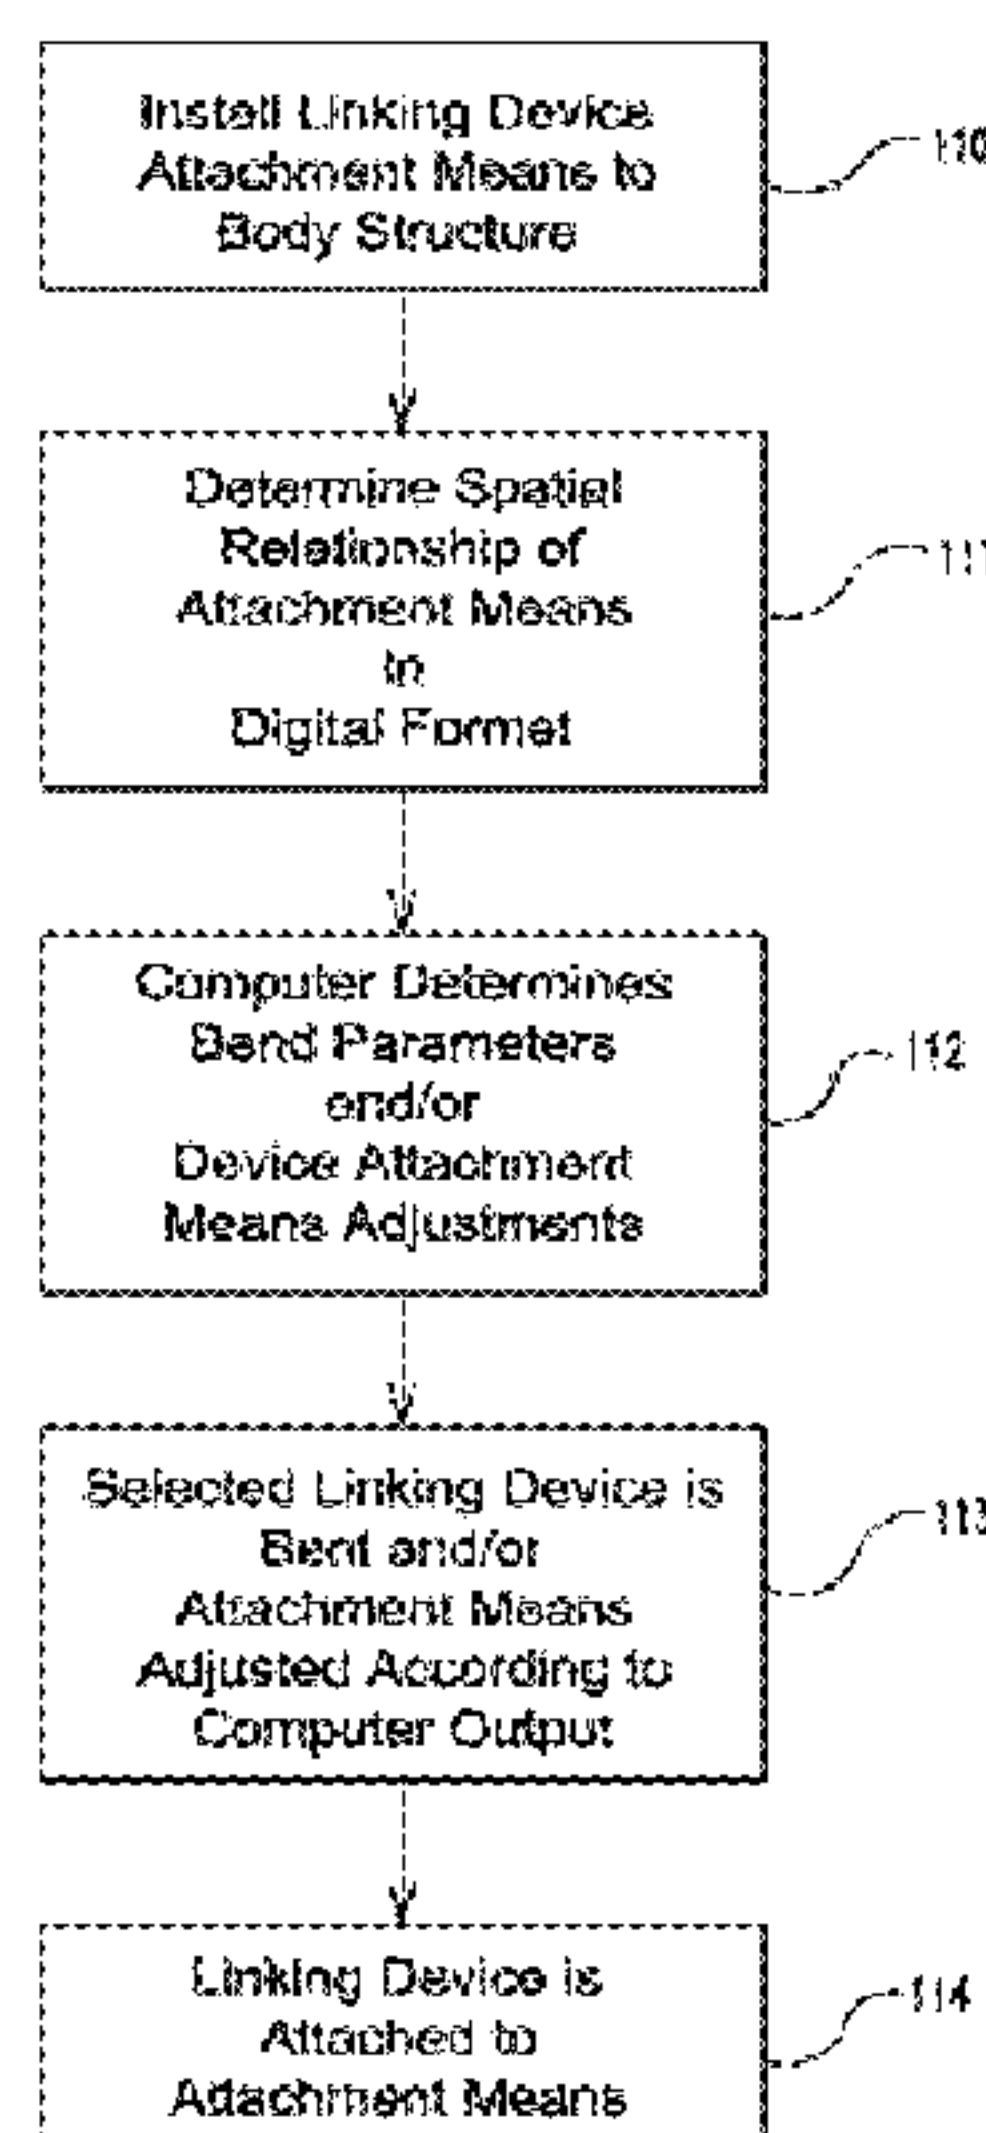 Install Linking Device
Attachment Means to
Body Structure
110
Determine Spatial
Relationship of
Attachment Means
in
Digital Format
111
Computer Determines
Bend Parameters
and/or
Device Attachment
Means Adjustments
112
Selected Linking Device is
Bent and/or
Attachment Means
Adjusted According to
Computer Output
113
Linking Device is
Attached to
Attachment Means
114